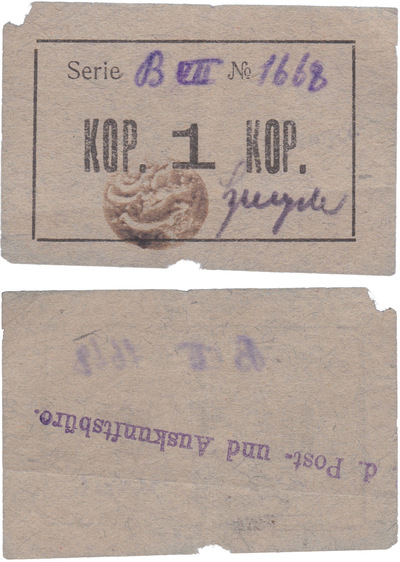 Serie B VII № 1668
KOP. 1 KOP.
d. Post- und Auskunftsbüro.